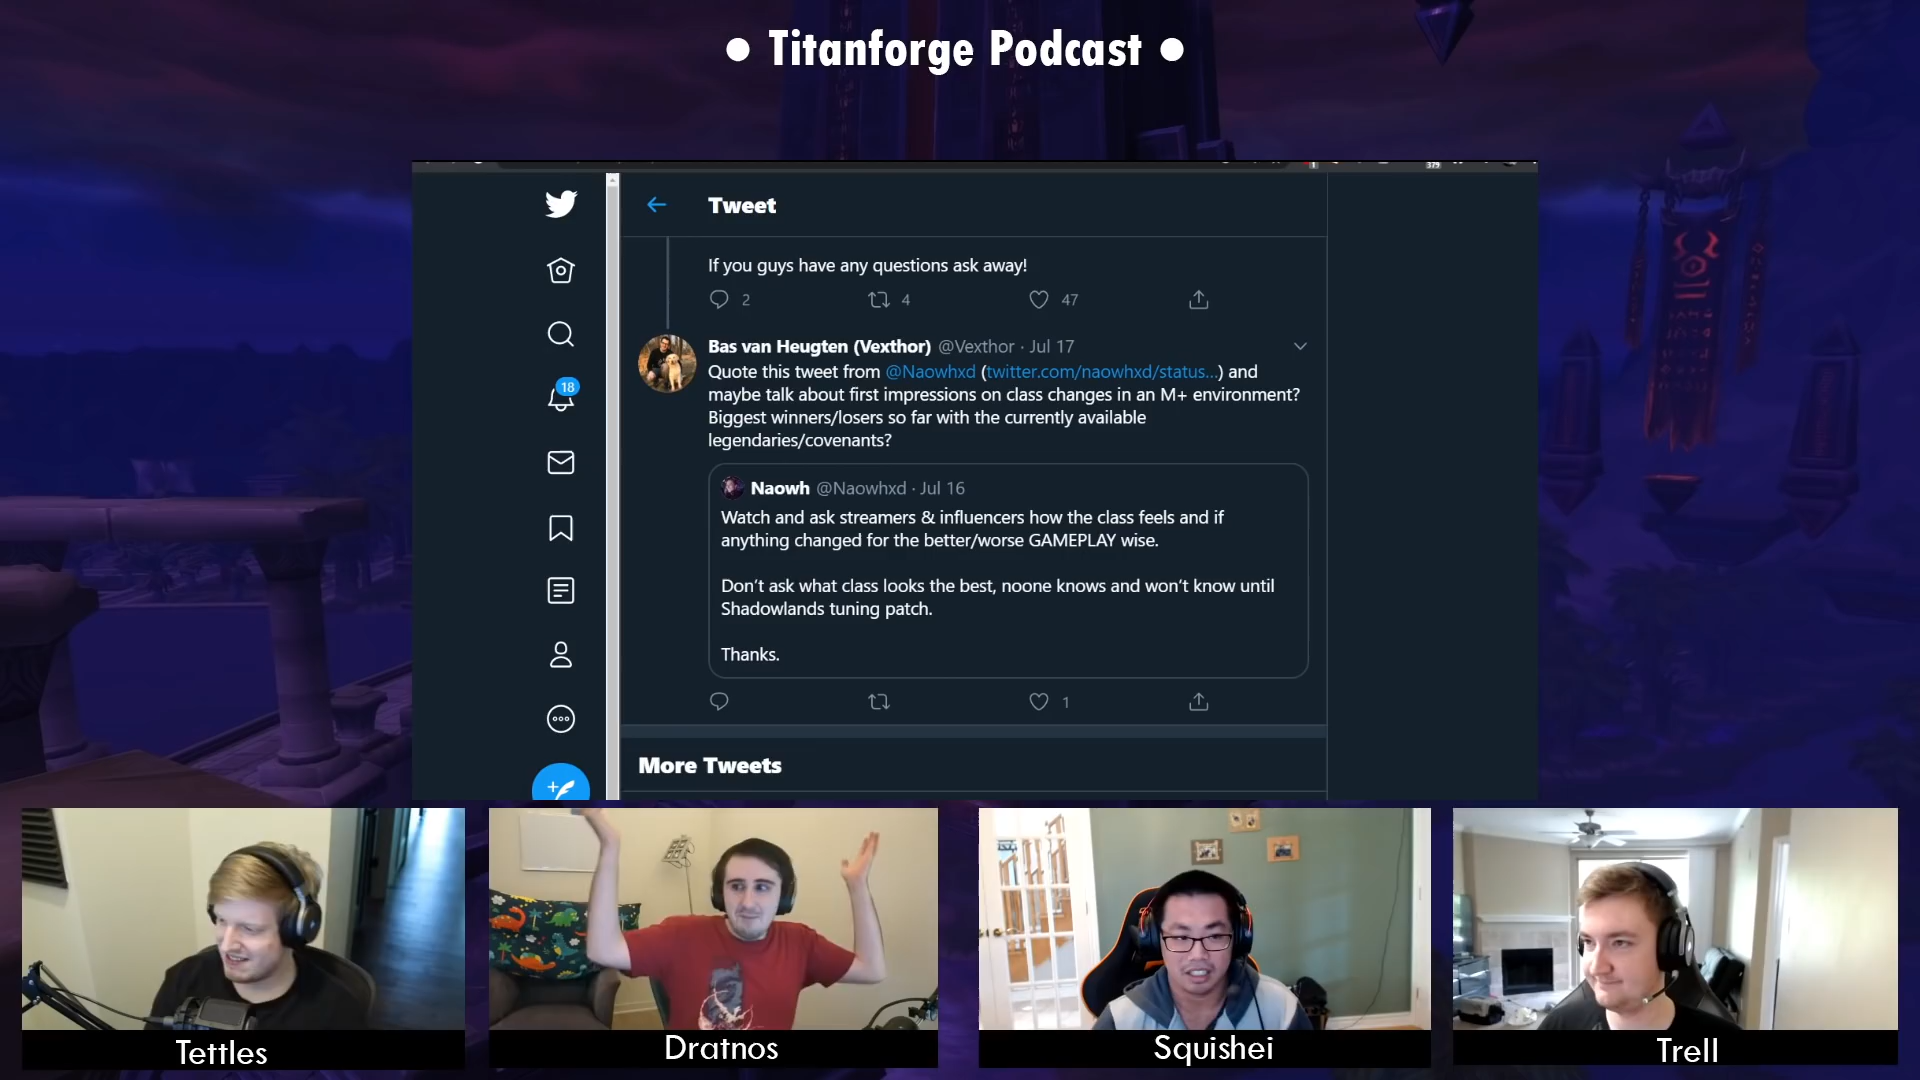 • Titanforge Podcast •
379
Tweet
If you guys have any questions ask away!
2 4 47
Bas van Heugten (Vexthor) @Vexthor · Jul 17
Quote this tweet from @Naowhxd (twitter.com/naowhxd/status...) and
maybe talk about first impressions on class changes in an M+ environment?
Biggest winners/losers so far with the currently available
legendaries/covenants?
18
Naowh @Naowhxd · Jul 16
Watch and ask streamers & influencers how the class feels and if
anything changed for the better/worse GAMEPLAY wise.
Don't ask what class looks the best, noone knows and won't know until
Shadowlands tuning patch.
Thanks.
1
More Tweets
Tettles
Dratnos
Squishei
Trell